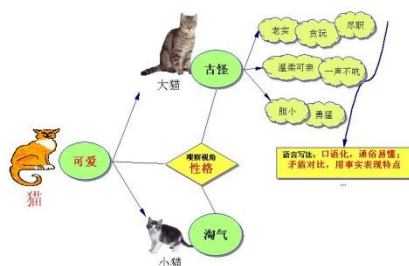 老实
贪玩
尽职
古怪
大猫
温柔可亲
一声不吭
胆小
勇猛
可爱
猫
观察视角
性格
语言写法，口语化，通俗易懂；
矛盾对比，用事实表现特点
...
淘气
小猫